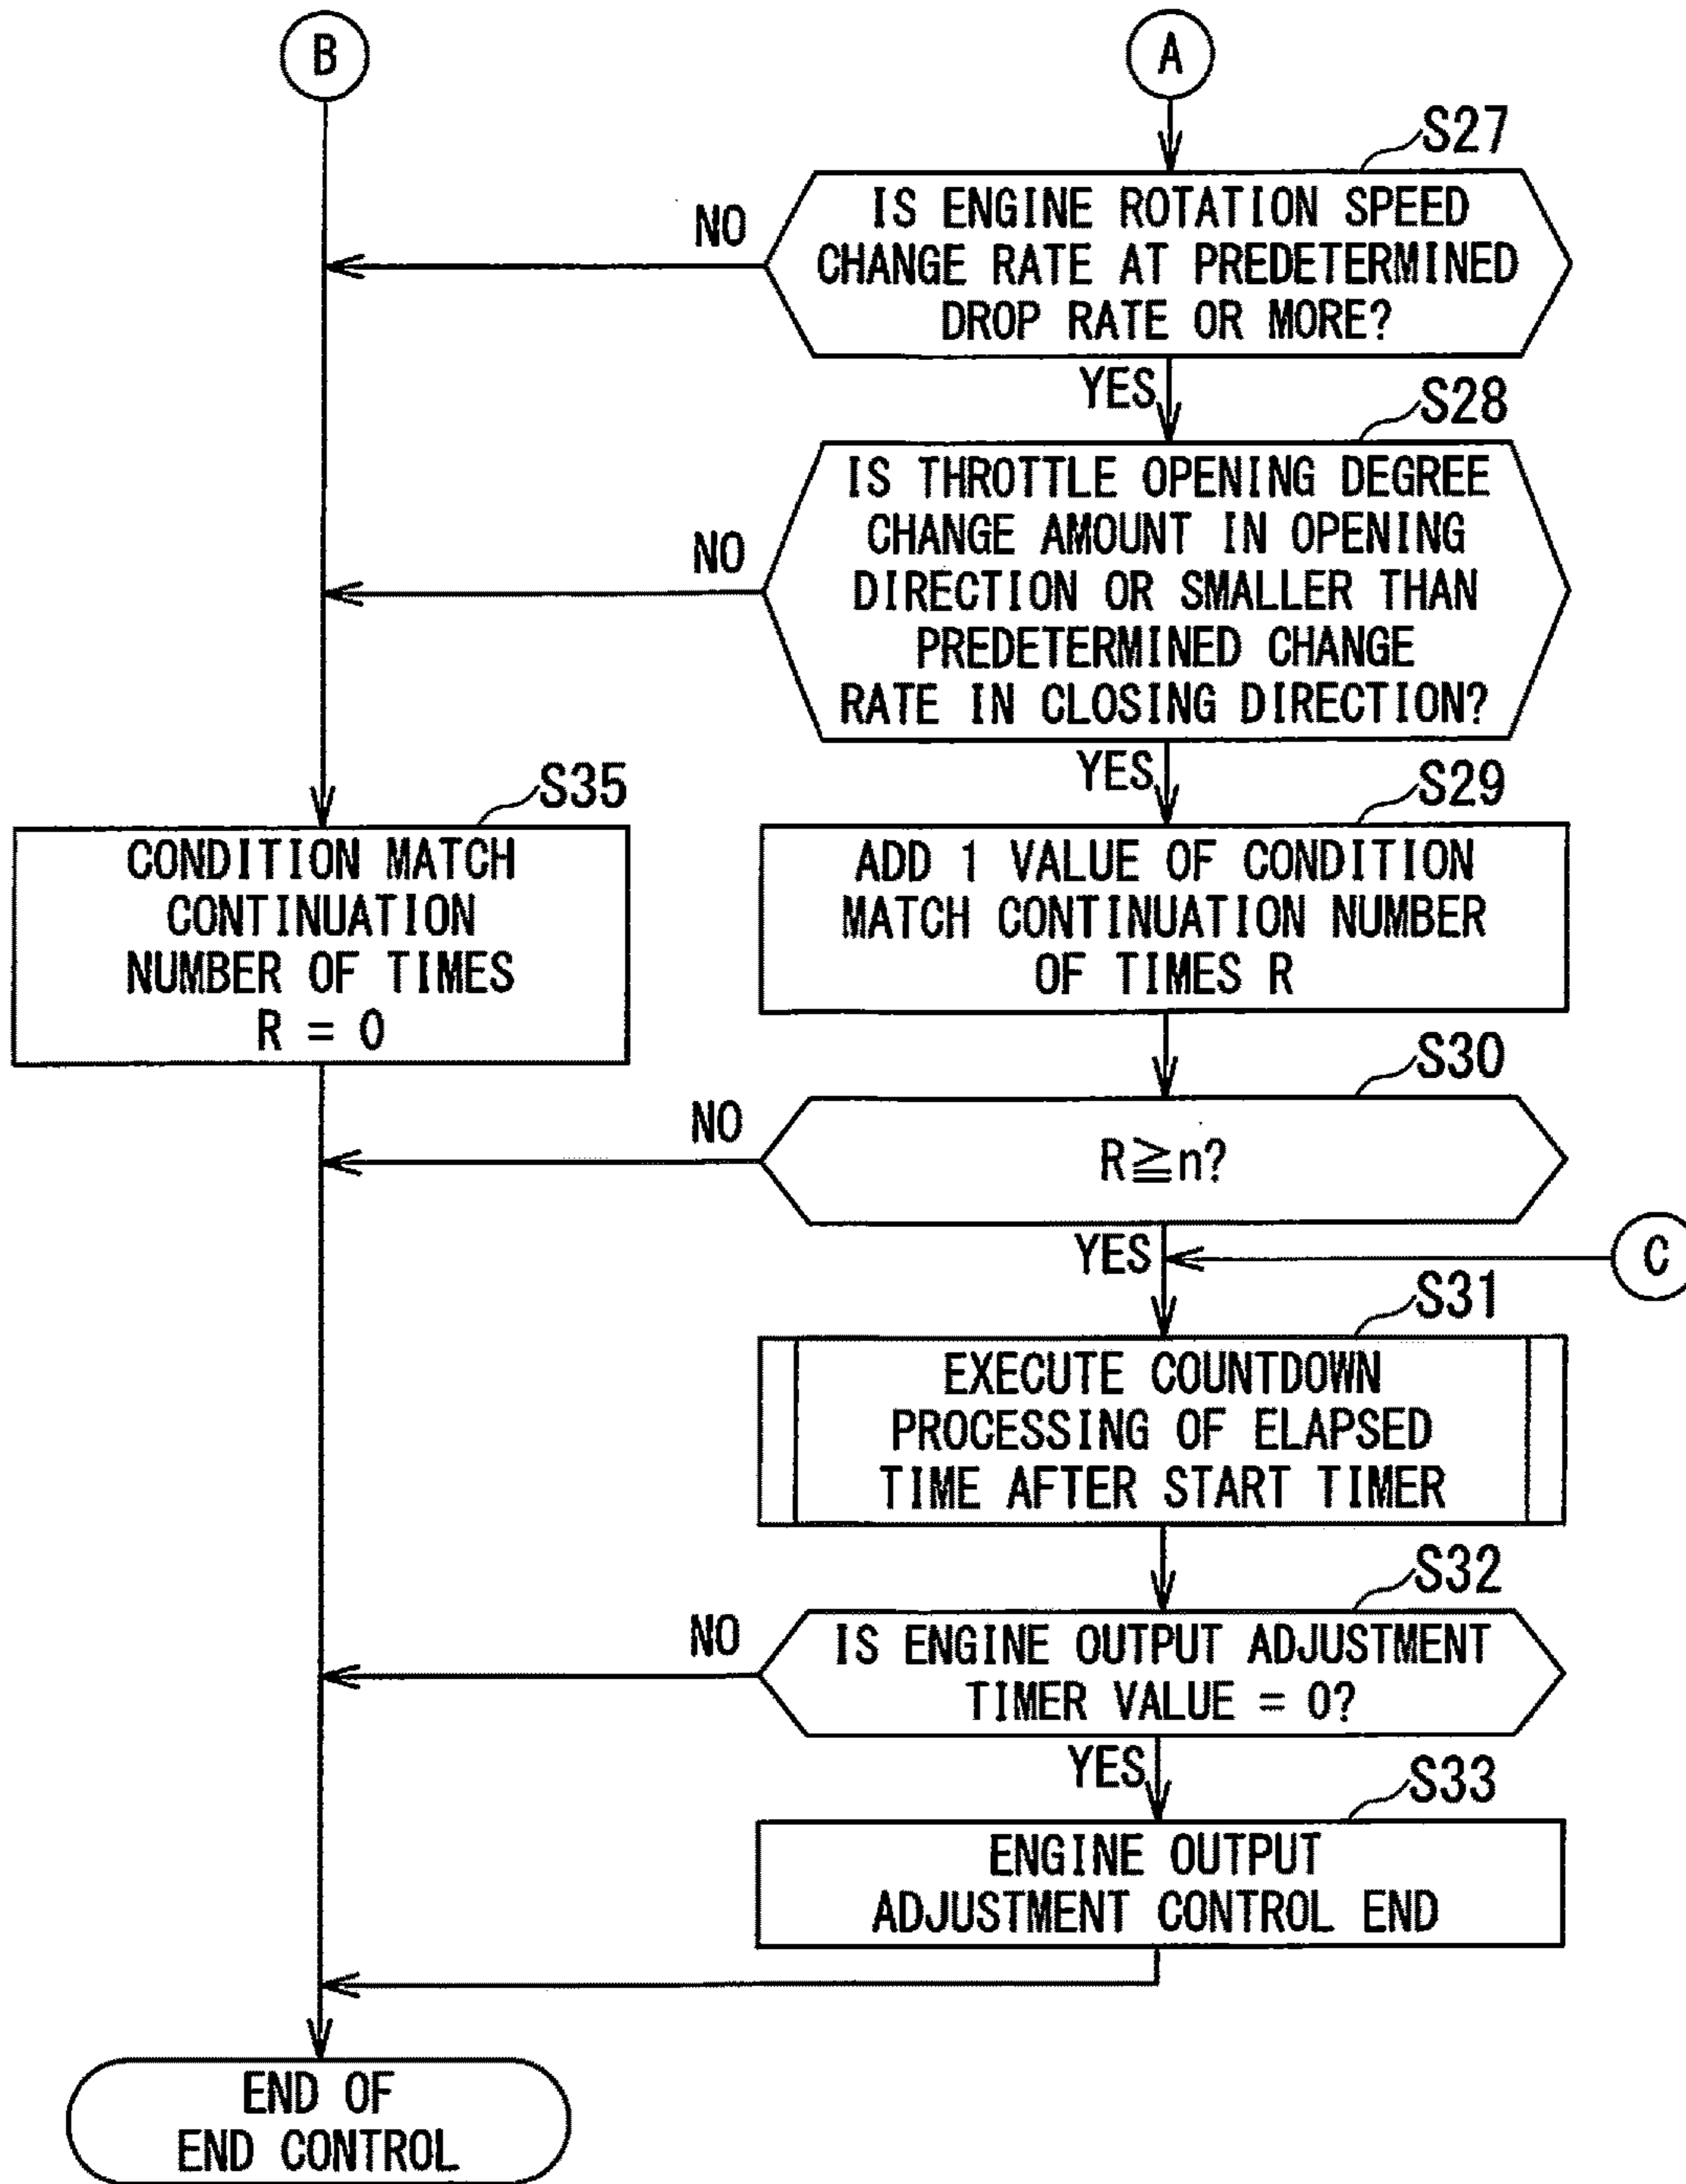 B
A
S27
IS ENGINE ROTATION SPEED
CHANGE RATE AT PREDETERMINED
DROP RATE OR MORE?
NO
YES
S28
IS THROTTLE OPENING DEGREE
CHANGE AMOUNT IN OPENING
DIRECTION OR SMALLER THAN
PREDETERMINED CHANGE
RATE IN CLOSING DIRECTION?
NO
YES
S35
CONDITION MATCH
CONTINUATION
NUMBER OF TIMES
R = 0
S29
ADD 1 VALUE OF CONDITION
MATCH CONTINUATION NUMBER
OF TIMES R
S30
R≧n?
NO
YES
C
S31
EXECUTE COUNTDOWN
PROCESSING OF ELAPSED
TIME AFTER START TIMER
S32
IS ENGINE OUTPUT ADJUSTMENT
TIMER VALUE = 0?
NO
YES
S33
ENGINE OUTPUT
ADJUSTMENT CONTROL END
END OF
END CONTROL